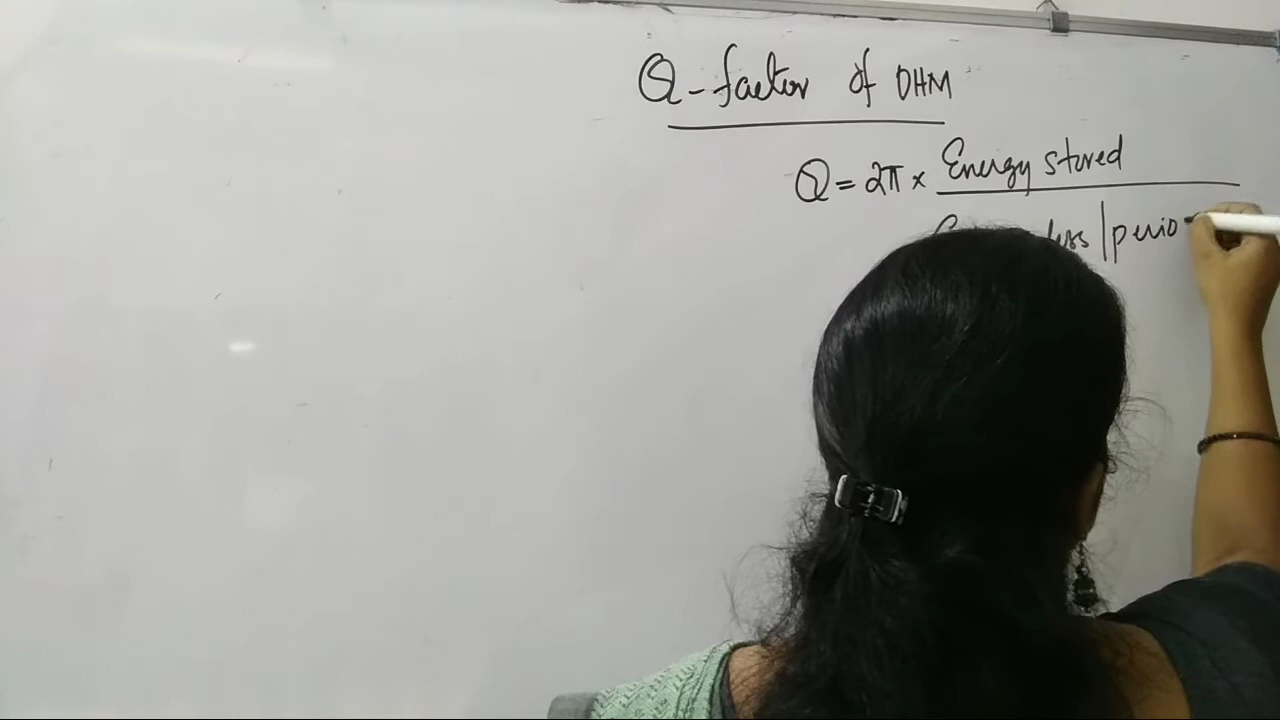 Q-factor of DHM
Q = 2π × Energy stored
loss | perio